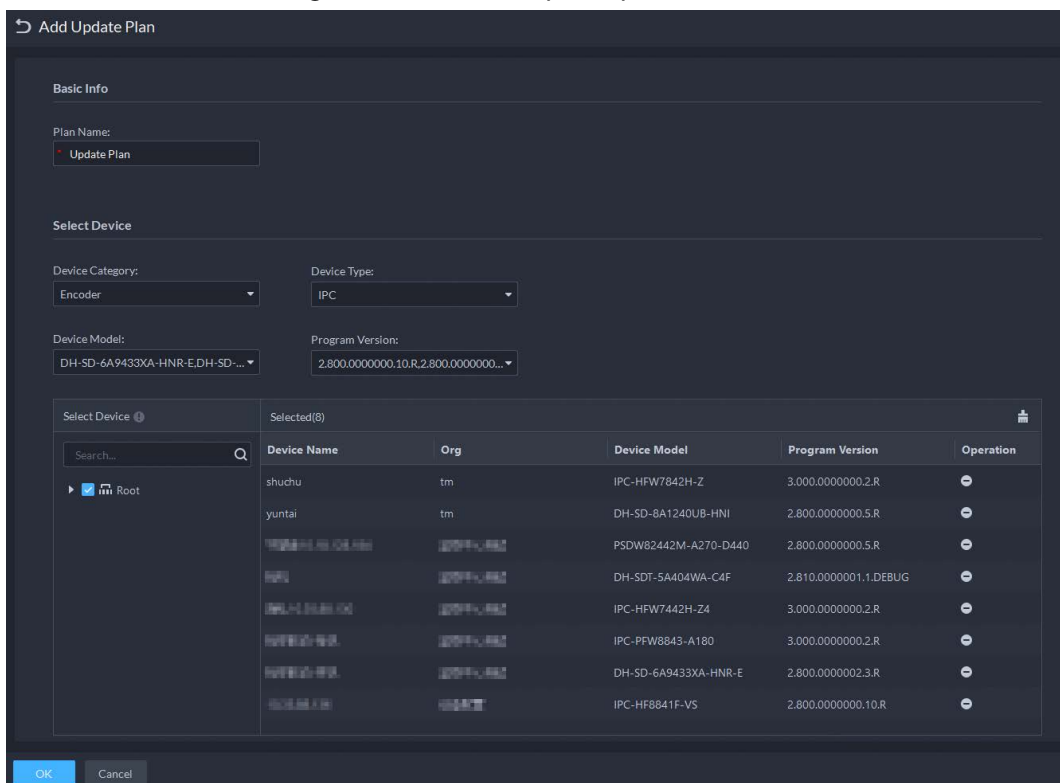 Add Update Plan
Basic Info
Plan Name:
* Update Plan
Select Device
Device Category:
Device Type:
Encoder
IPC
Device Model:
Program Version:
DH-SD-6A9433XA-HNR-E,DH-SD-...
2.800.0000000.10.R,2.800.0000000...
Select Device
Selected(8)
Search...
Device Name Org Device Model Program Version Operation
Root
shuchu tm IPC-HFW7842H-Z 3.000.0000000.2.R
yuntai tm DH-SD-8A1240UB-HNI 2.800.0000000.5.R
PSDW82442M-A270-D440 2.800.0000000.5.R
DH-SDT-5A404WA-C4F 2.810.0000001.1.DEBUG
IPC-HFW7442H-Z4 3.000.0000000.2.R
IPC-PFW8843-A180 3.000.0000000.2.R
DH-SD-6A9433XA-HNR-E 2.800.0000002.3.R
IPC-HF8841F-VS 2.800.0000000.10.R
OK
Cancel